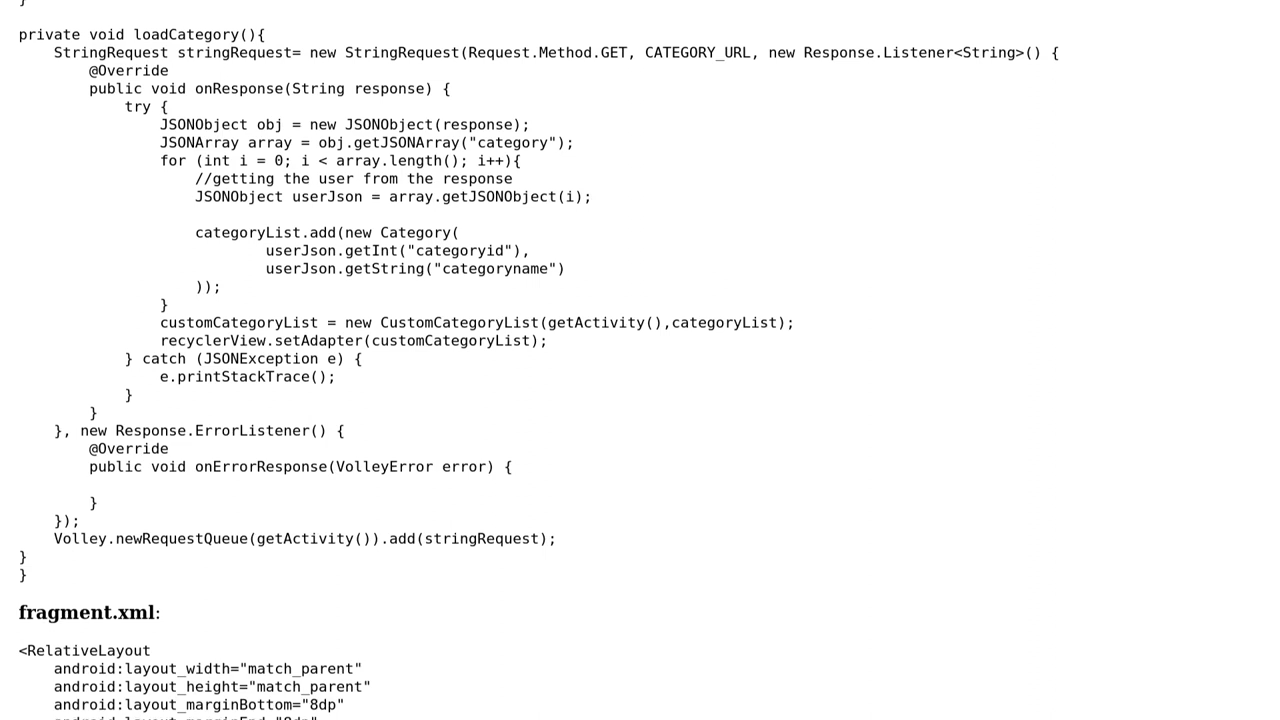 }
private void loadCategory(){
    StringRequest stringRequest= new StringRequest(Request.Method.GET, CATEGORY_URL, new Response.Listener<String>() {
        @Override
        public void onResponse(String response) {
            try {
                JSONObject obj = new JSONObject(response);
                JSONArray array = obj.getJSONArray("category");
                for (int i = 0; i < array.length(); i++){
                    //getting the user from the response
                    JSONObject userJson = array.getJSONObject(i);

                    categoryList.add(new Category(
                            userJson.getInt("categoryid"),
                            userJson.getString("categoryname")
                    ));
                }
                customCategoryList = new CustomCategoryList(getActivity(),categoryList);
                recyclerView.setAdapter(customCategoryList);
            } catch (JSONException e) {
                e.printStackTrace();
            }
        }
    }, new Response.ErrorListener() {
        @Override
        public void onErrorResponse(VolleyError error) {

        }
    });
    Volley.newRequestQueue(getActivity()).add(stringRequest);
}
}
fragment.xml:
<RelativeLayout
    android:layout_width="match_parent"
    android:layout_height="match_parent"
    android:layout_marginBottom="8dp"